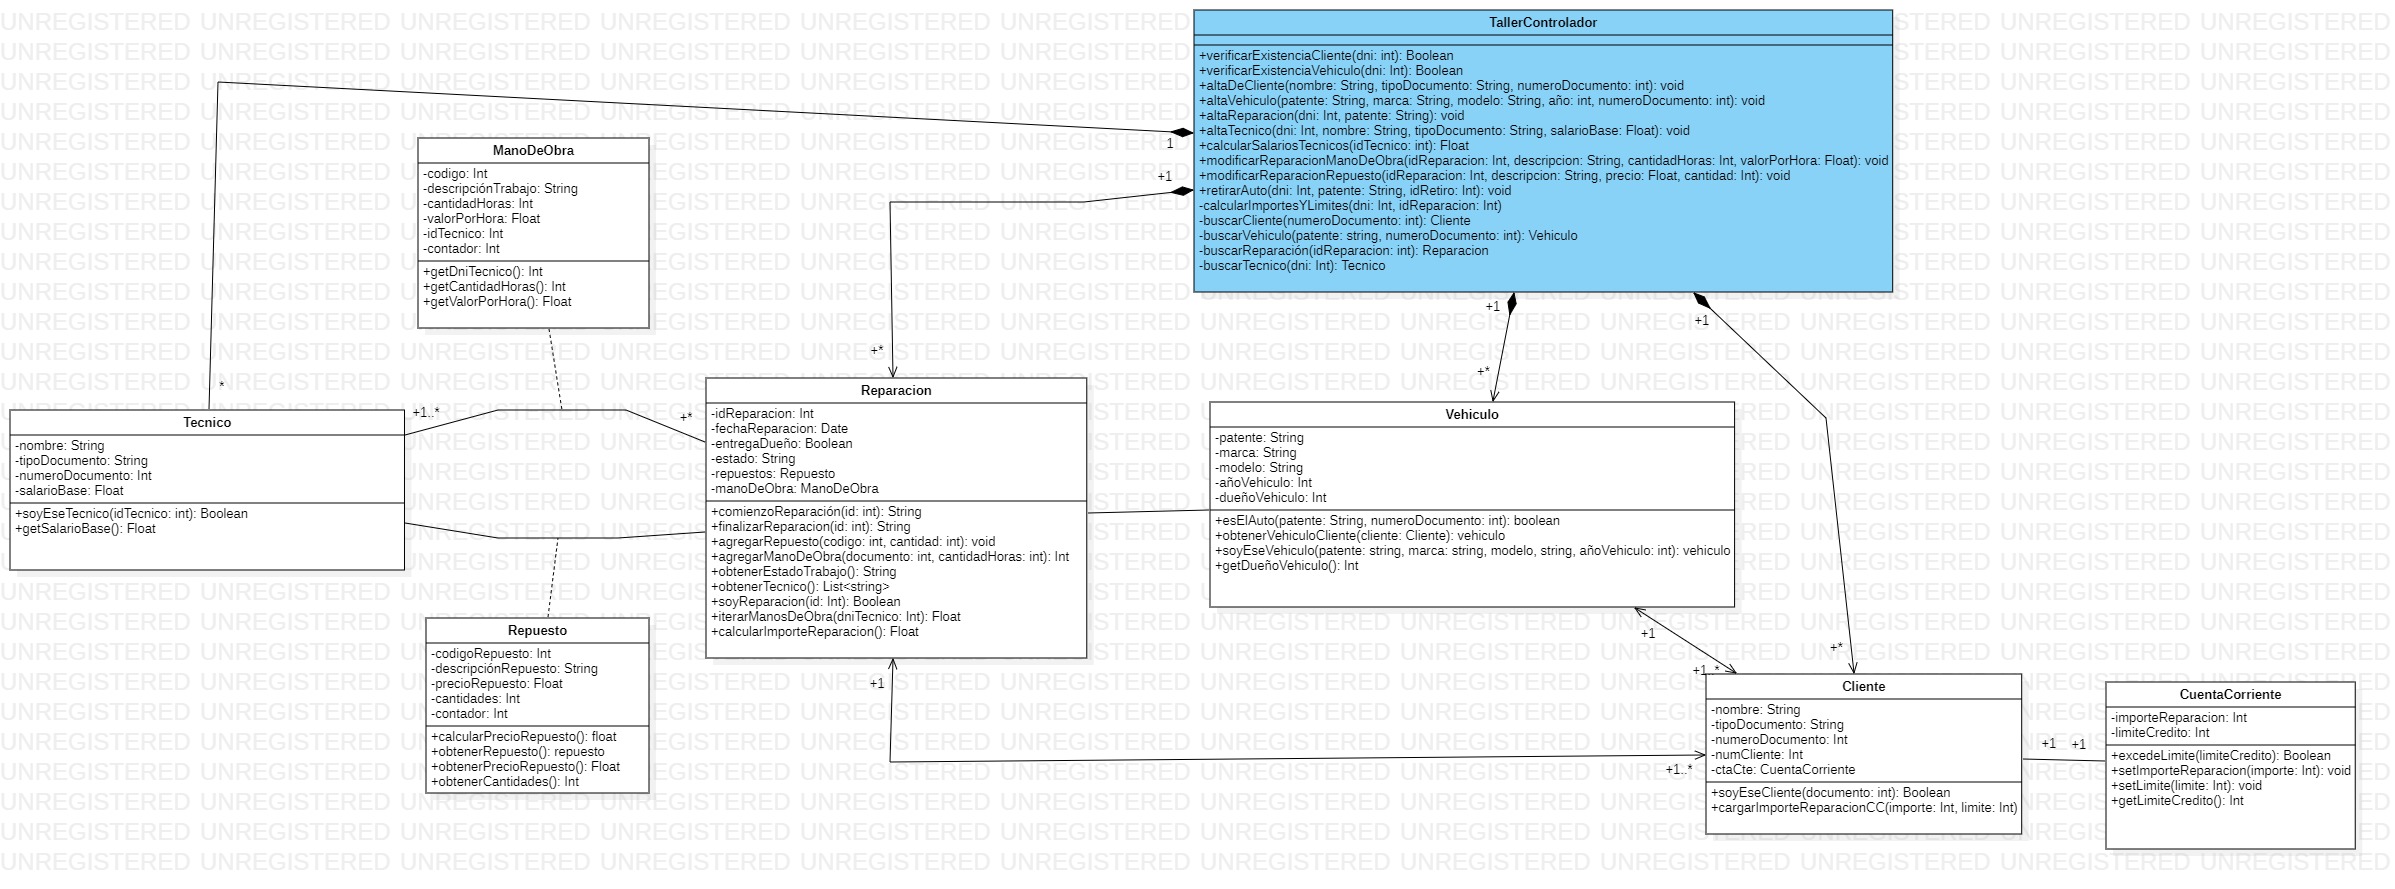 TallerControlador
+verificarExistenciaCliente(dni: int): Boolean
+verificarExistenciaVehiculo(dni: Int): Boolean
+altaDeCliente(nombre: String, tipoDocumento: String, numeroDocumento: int): void
+altaVehiculo(patente: String, marca: String, modelo: String, año: int, numeroDocumento: int): void
+altaReparacion(dni: Int, patente: String): void
+altaTecnico(dni: Int, nombre: String, tipoDocumento: String, salarioBase: Float): void
+calcularSalariosTecnicos(idTecnico: int): Float
+modificarReparacionManoDeObra(idReparacion: Int, descripcion: String, cantidadHoras: Int, valorPorHora: Float): void
+modificarReparacionRepuesto(idReparacion: Int, descripcion: String, precio: Float, cantidad: Int): void
+retirarAuto(dni: Int, patente: String, idRetiro: Int): void
-calcularImportesYLimites(dni: Int, idReparacion: Int)
-buscarCliente(numeroDocumento: int): Cliente
-buscarVehiculo(patente: string, numeroDocumento: int): Vehiculo
-buscarReparación(idReparacion: int): Reparacion
-buscarTecnico(dni: Int): Tecnico
1
+1
+1
+1
ManoDeObra
-codigo: Int
-descripciónTrabajo: String
-cantidadHoras: Int
-valorPorHora: Float
-idTecnico: Int
-contador: Int
+getDniTecnico(): Int
+getCantidadHoras(): Int
+getValorPorHora(): Float
*
+1..*
+*
+*
+*
Tecnico
-nombre: String
-tipoDocumento: String
-numeroDocumento: Int
-salarioBase: Float
+soyEseTecnico(idTecnico: int): Boolean
+getSalarioBase(): Float
Reparacion
-idReparacion: Int
-fechaReparacion: Date
-entregaDueño: Boolean
-estado: String
-repuestos: Repuesto
-manoDeObra: ManoDeObra
+comienzoReparación(id: int): String
+finalizarReparacion(id: int): String
+agregarRepuesto(codigo: int, cantidad: int): void
+agregarManoDeObra(documento: int, cantidadHoras: int): Int
+obtenerEstadoTrabajo(): String
+obtenerTecnico(): List<string>
+soyReparacion(id: Int): Boolean
+iterarManosDeObra(dniTecnico: Int): Float
+calcularImporteReparacion(): Float
Vehiculo
-patente: String
-marca: String
-modelo: String
-añoVehiculo: Int
-dueñoVehiculo: Int
+esElAuto(patente: String, numeroDocumento: int): boolean
+obtenerVehiculoCliente(cliente: Cliente): vehiculo
+soyEseVehiculo(patente: string, marca: string, modelo, string, añoVehiculo: int): vehiculo
+getDueñoVehiculo(): Int
Repuesto
-codigoRepuesto: Int
-descripciónRepuesto: String
-precioRepuesto: Float
-cantidades: Int
-contador: Int
+calcularPrecioRepuesto(): float
+obtenerRepuesto(): repuesto
+obtenerPrecioRepuesto(): Float
+obtenerCantidades(): Int
+1
+1
+1..*
+*
+1..*
Cliente
-nombre: String
-tipoDocumento: String
-numeroDocumento: Int
-numCliente: Int
-ctaCte: CuentaCorriente
+soyEseCliente(documento: int): Boolean
+cargarImporteReparacionCC(importe: Int, limite: Int)
+1 +1
CuentaCorriente
-importeReparacion: Int
-limiteCredito: Int
+excedeLimite(limiteCredito): Boolean
+setImporteReparacion(importe: Int): void
+setLimite(limite: Int): void
+getLimiteCredito(): Int
UNREGISTERED